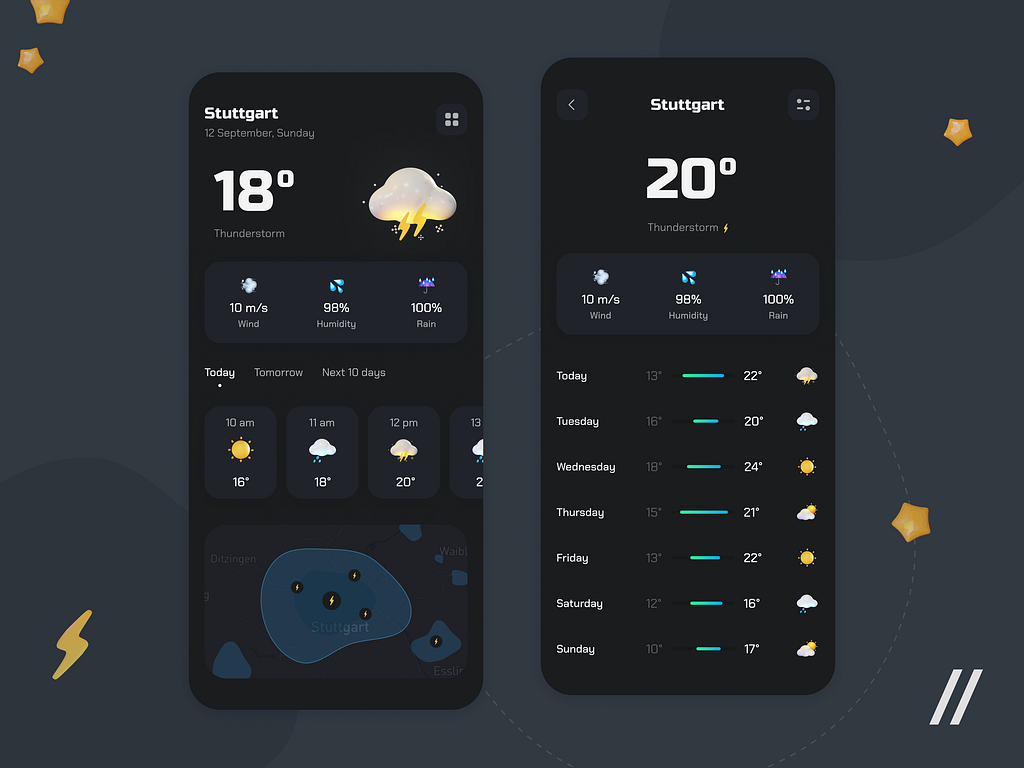 Stuttgart
12 September, Sunday
18°
Thunderstorm
10 m/s
Wind
98%
Humidity
100%
Rain
Today Tomorrow Next 10 days
10 am 11 am 12 pm 13
16° 18° 20° 2
Ditzingen
Waibl
g
Stuttgart
Esslin
Stuttgart
20°
Thunderstorm
10 m/s
Wind
98%
Humidity
100%
Rain
Today 13° 22°
Tuesday 16° 20°
Wednesday 18° 24°
Thursday 15° 21°
Friday 13° 22°
Saturday 12° 16°
Sunday 10° 17°